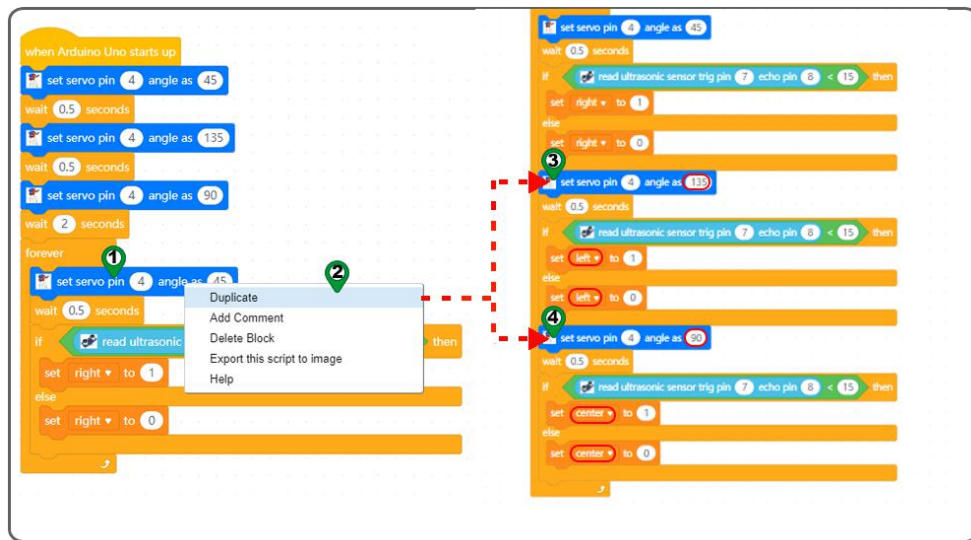 when Arduino Uno starts up
set servo pin 4 angle as 45
wait 0.5 seconds
set servo pin 4 angle as 135
wait 0.5 seconds
set servo pin 4 angle as 90
wait 2 seconds
forever
1
set servo pin 4 angle as 45
wait 0.5 seconds
if read ultrasonic then
set right to 1
else
set right to 0
2
Duplicate
Add Comment
Delete Block
Export this script to image
Help
set servo pin 4 angle as 45
wait 0.5 seconds
if read ultrasonic sensor trig pin 7 echo pin 8 < 15 then
set right to 1
else
set right to 0
3
set servo pin 4 angle as 135
wait 0.5 seconds
if read ultrasonic sensor trig pin 7 echo pin 8 < 15 then
set left to 1
else
set left to 0
4
set servo pin 4 angle as 90
wait 0.5 seconds
if read ultrasonic sensor trig pin 7 echo pin 8 < 15 then
set center to 1
else
set center to 0